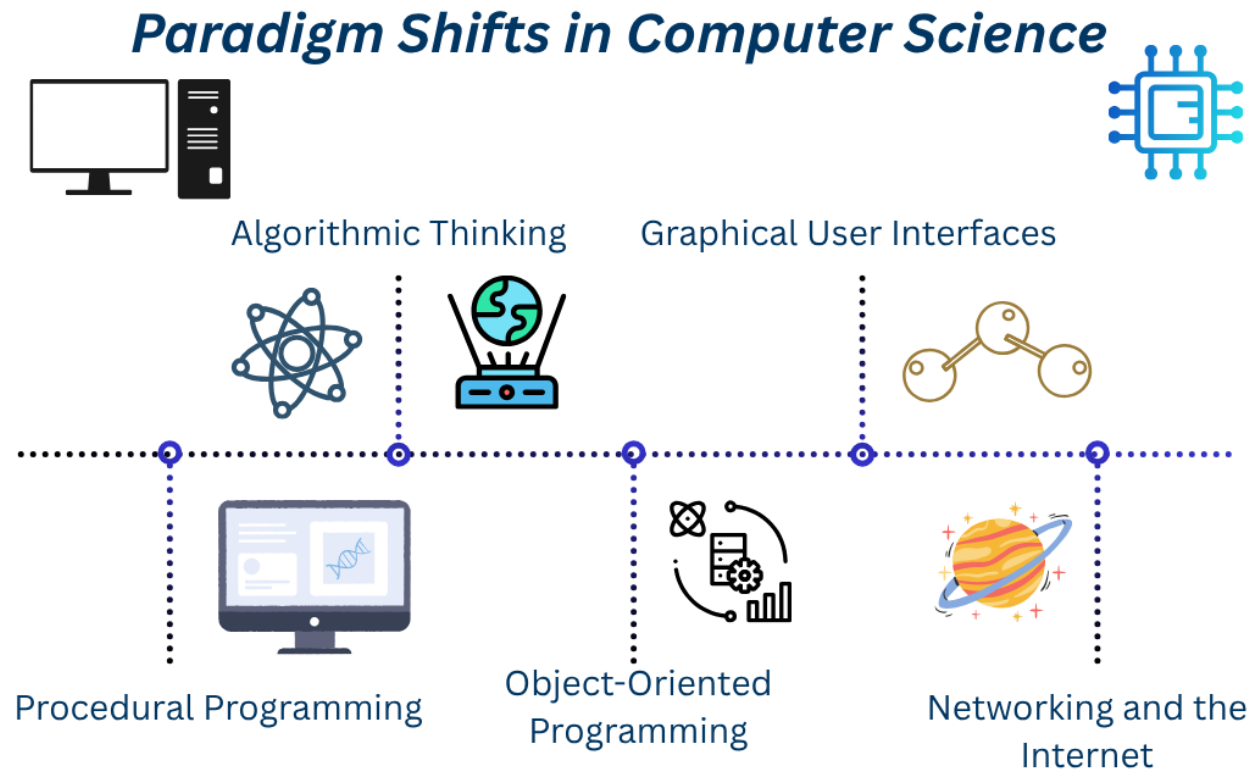 Paradigm Shifts in Computer Science
Algorithmic Thinking
Graphical User Interfaces
Procedural Programming
Object-Oriented
Programming
Networking and the
Internet